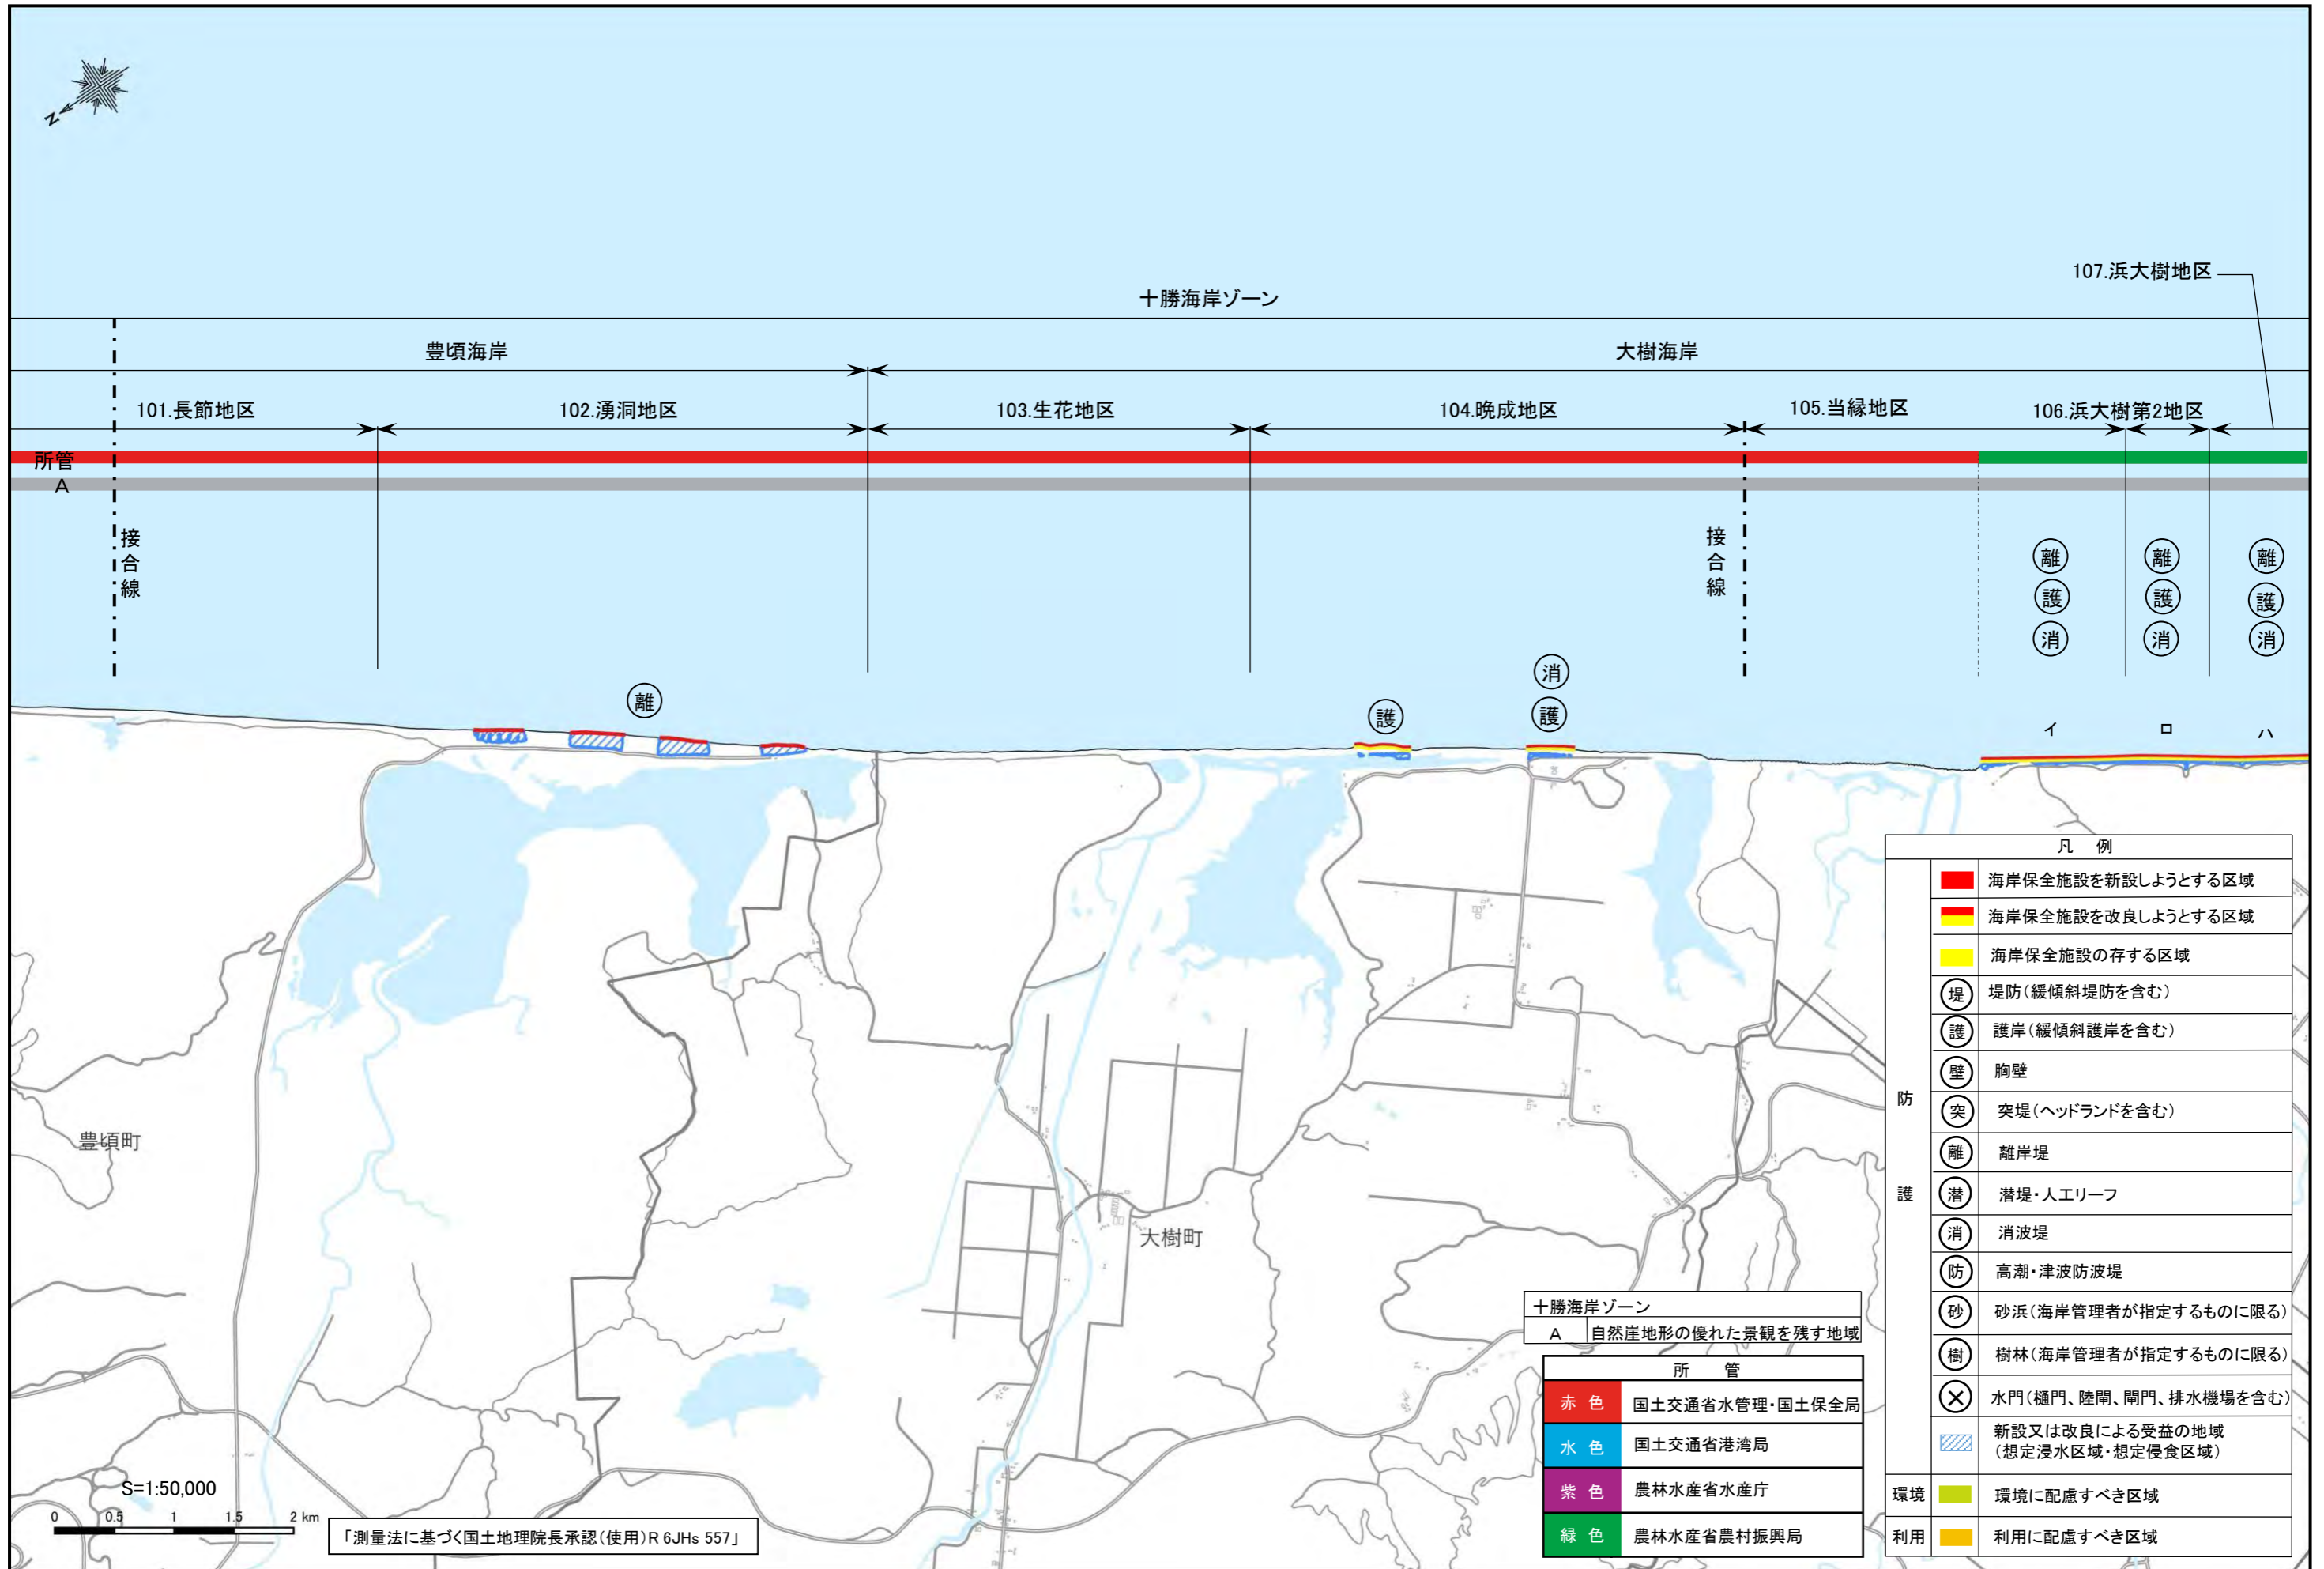 N
107.浜大樹地区
十勝海岸ゾーン
豊頃海岸
大樹海岸
101.長節地区
102.湧洞地区
103.生花地区
104.晩成地区
105.当縁地区
106.浜大樹第2地区
所管
A
接合線
接合線
離
離
離
護
護
護
消
消
消
離
護
消
護
イ
ロ
ハ
豊頃町
大樹町
凡 例
防護
海岸保全施設を新設しようとする区域
海岸保全施設を改良しようとする区域
海岸保全施設の存する区域
堤 堤防(緩傾斜堤防を含む)
護 護岸(緩傾斜護岸を含む)
壁 胸壁
突 突堤(ヘッドランドを含む)
離 離岸堤
潜 潜堤・人工リーフ
消 消波堤
防 高潮・津波防波堤
砂 砂浜(海岸管理者が指定するものに限る)
樹 樹林(海岸管理者が指定するものに限る)
水門(樋門、陸閘、閘門、排水機場を含む)
新設又は改良による受益の地域
(想定浸水区域・想定侵食区域)
環境 環境に配慮すべき区域
利用 利用に配慮すべき区域
十勝海岸ゾーン
A 自然崖地形の優れた景観を残す地域
所 管
赤 色 国土交通省水管理・国土保全局
水 色 国土交通省港湾局
紫 色 農林水産省水産庁
緑 色 農林水産省農村振興局
S=1:50,000
0 0.5 1 1.5 2 km
「測量法に基づく国土地理院長承認(使用)R 6JHs 557」